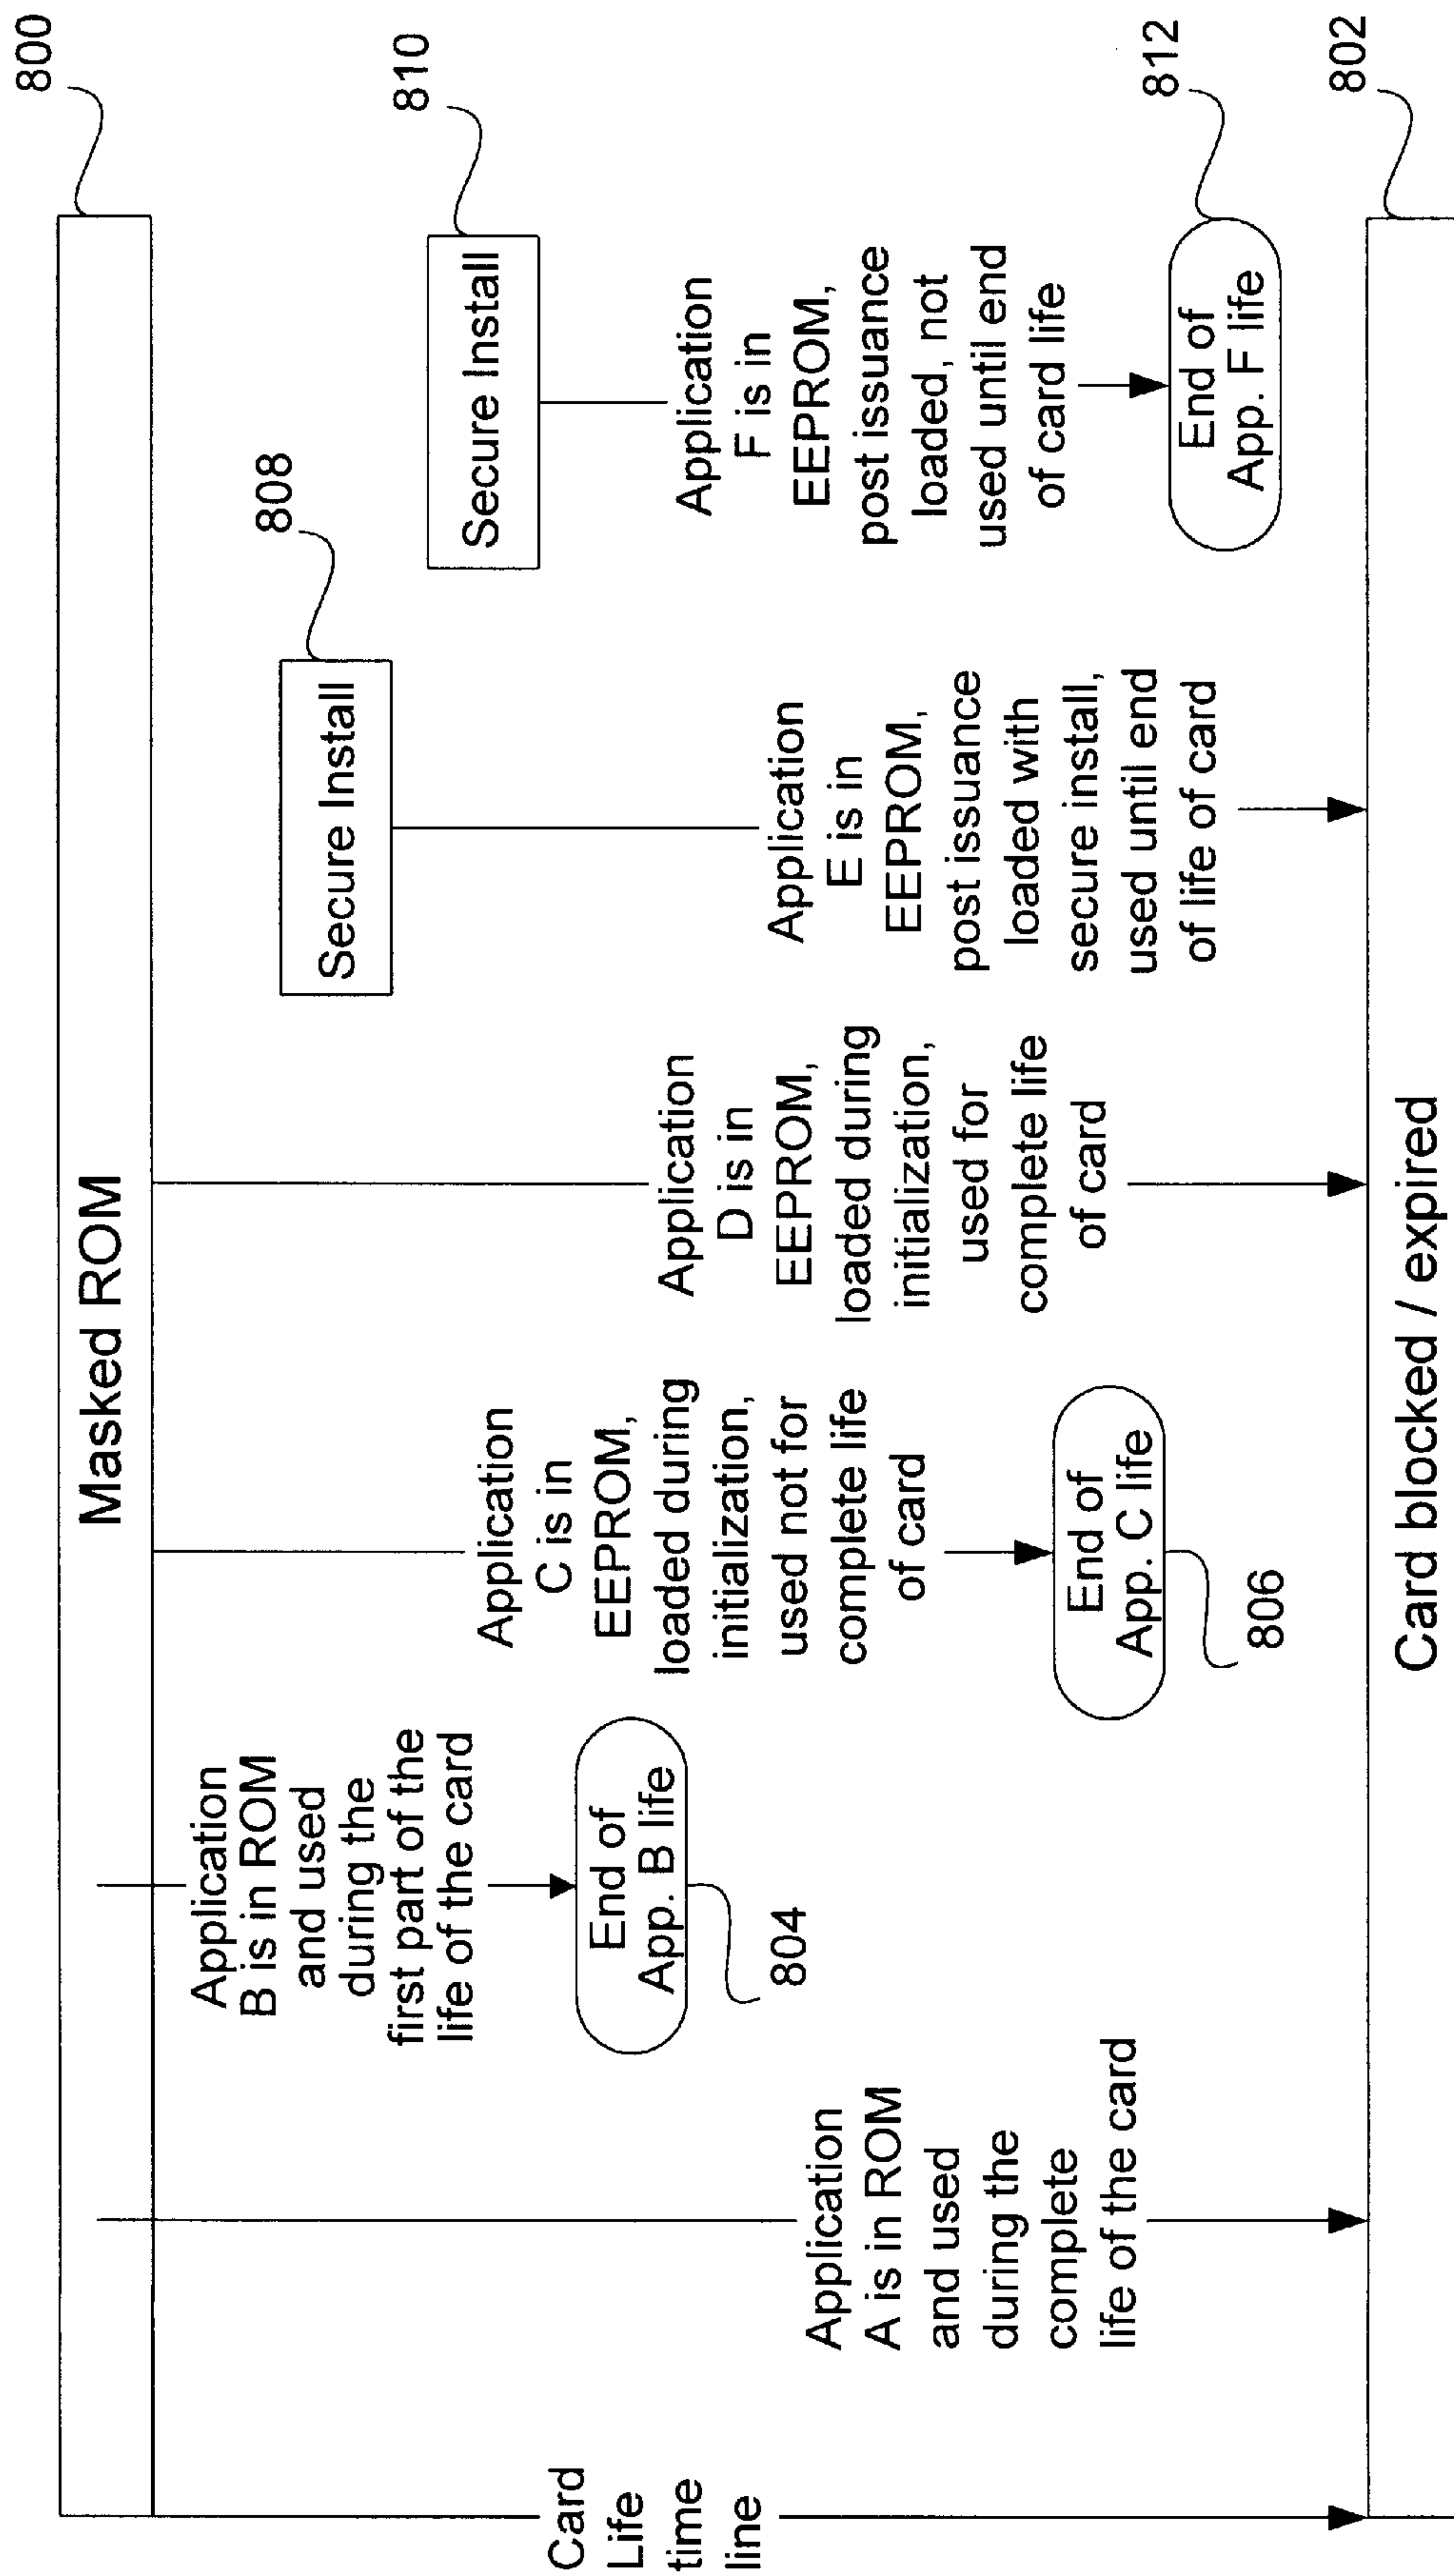 Masked ROM
800
Card
Life
time
line
Application
A is in ROM
and used
during the
complete
life of the card
Application
B is in ROM
and used
during the
first part of the
life of the card
End of
App. B life
804
Application
C is in
EEPROM,
loaded during
initialization,
used not for
complete life
of card
End of
App. C life
806
Application
D is in
EEPROM,
loaded during
initialization,
used for
complete life
of card
Secure Install
808
Application
E is in
EEPROM,
post issuance
loaded with
secure install,
used until end
of life of card
Secure Install
810
Application
F is in
EEPROM,
post issuance
loaded, not
used until end
of card life
End of
App. F life
812
Card blocked / expired
802